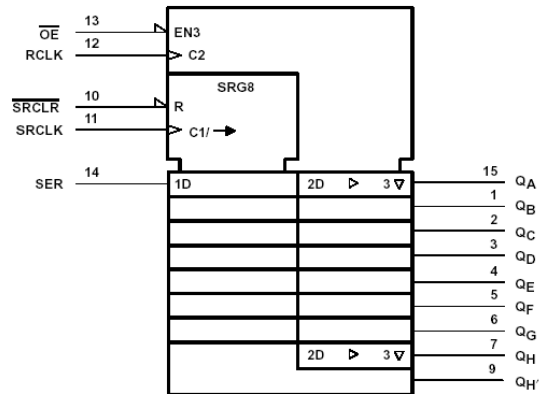 OE 13 EN3
RCLK 12 C2
SRG8
SRCLR 10 R
SRCLK 11 C1/
SER 14 1D 2D 3 15 QA
1 QB
2 QC
3 QD
4 QE
5 QF
6 QG
2D 3 7 QH
9 QH'